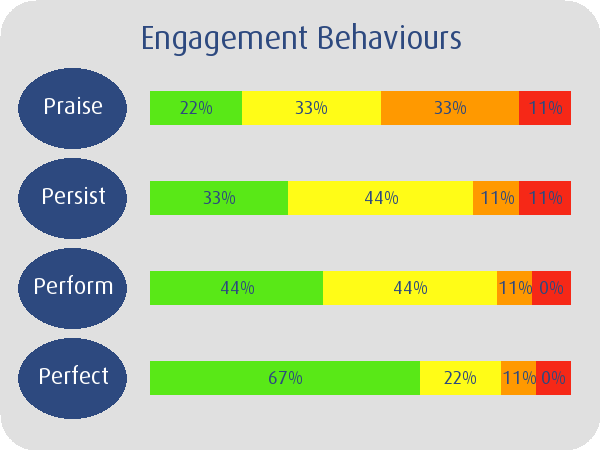 Engagement Behaviours
Praise 22% 33% 33% 11%
Persist 33% 44% 11% 11%
Perform 44% 44% 11% 0%
Perfect 67% 22% 11% 0%